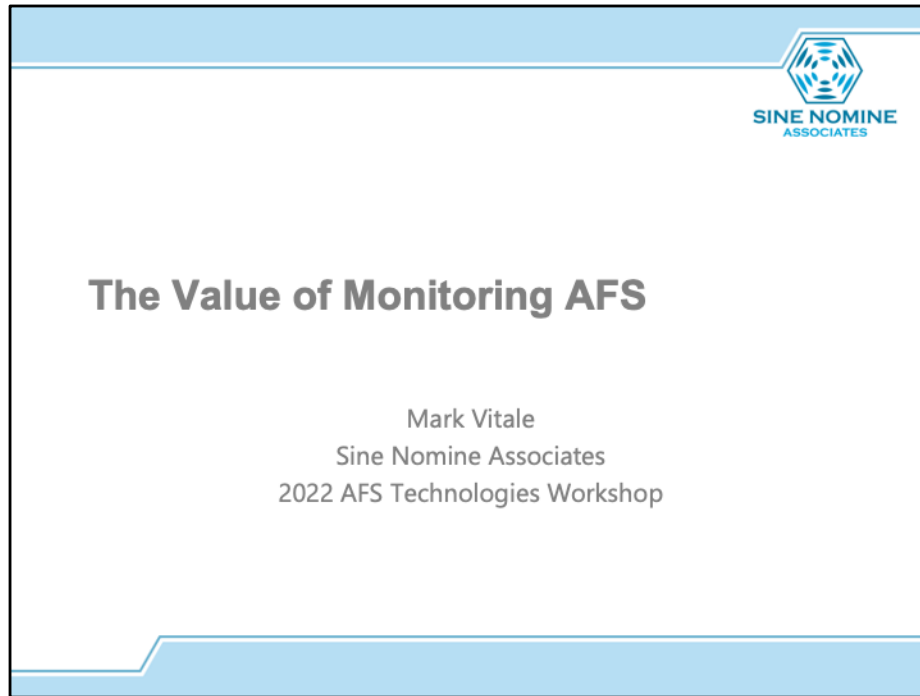 SINE NOMINE
ASSOCIATES
The Value of Monitoring AFS
Mark Vitale
Sine Nomine Associates
2022 AFS Technologies Workshop